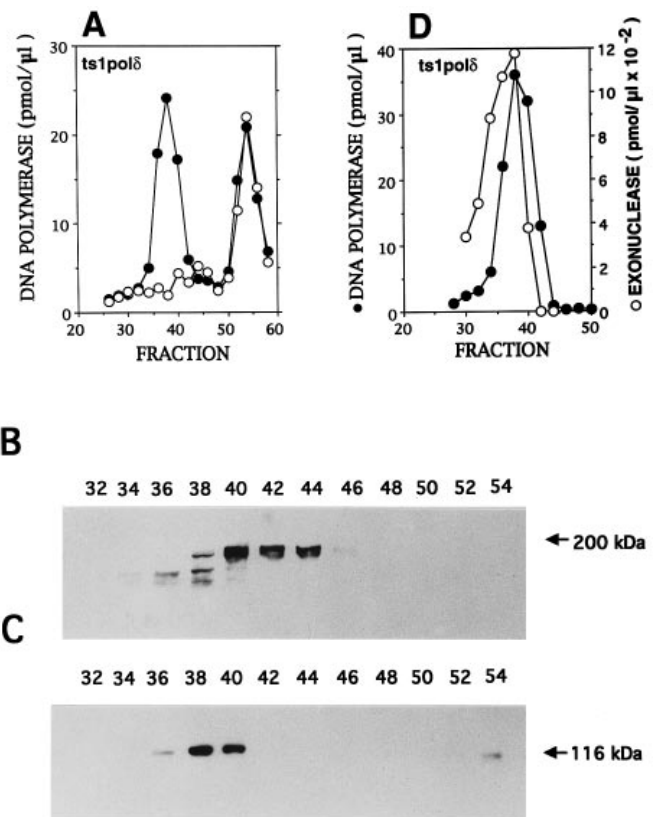 A
ts1polδ
DNA POLYMERASE (pmol/µl)
30
20
10
0
20 30 40 50 60
FRACTION
D
ts1polδ
● DNA POLYMERASE (pmol/µl)
40
30
20
10
0
12
10
8
6
4
2
0
○ EXONUCLEASE ( pmol/ µl x 10-2)
20 30 40 50
FRACTION
B
32 34 36 38 40 42 44 46 48 50 52 54
200 kDa
C
32 34 36 38 40 42 44 46 48 50 52 54
116 kDa